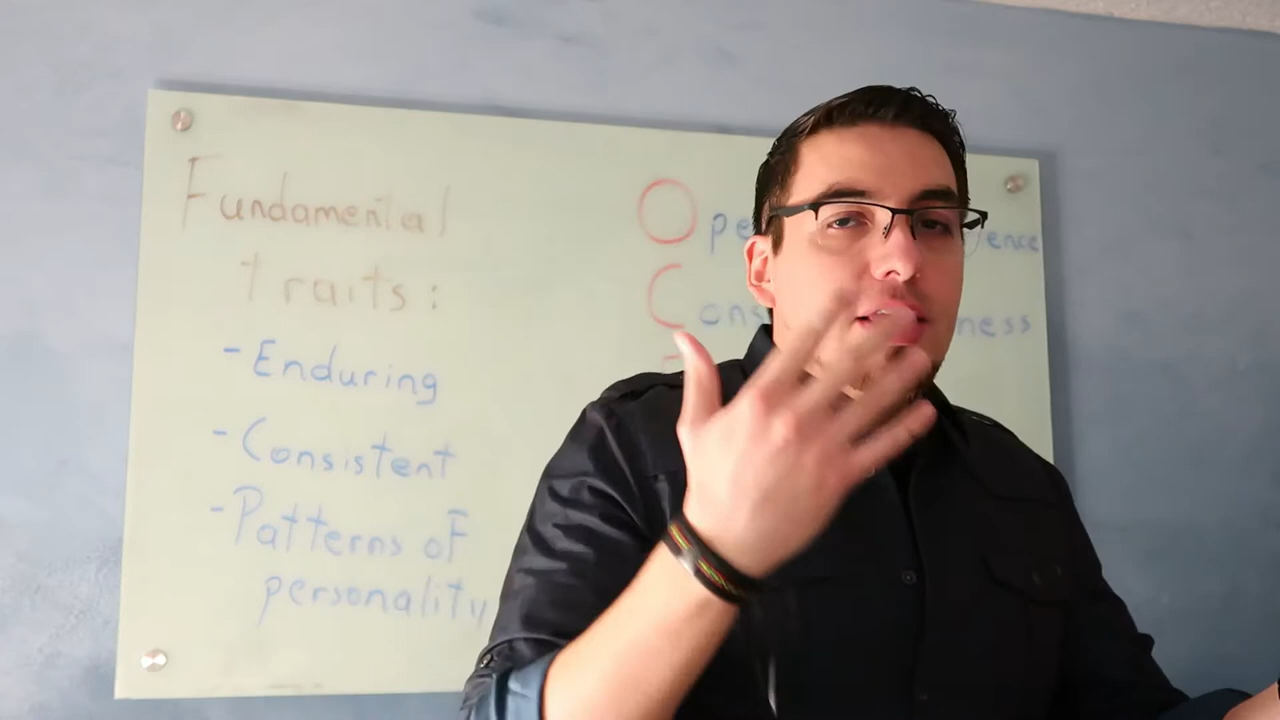 Fundamental
traits:
- Enduring
- Consistent
- Patterns of
personality